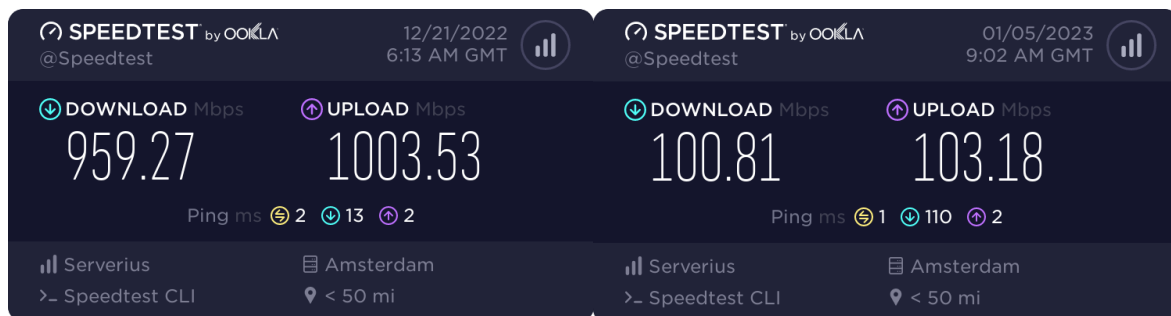 SPEEDTEST by OOKLA
@Speedtest
12/21/2022
6:13 AM GMT
DOWNLOAD Mbps
959.27
UPLOAD Mbps
1003.53
Ping ms 2 13 2
Serverius
Amsterdam
>_ Speedtest CLI
< 50 mi
SPEEDTEST by OOKLA
@Speedtest
01/05/2023
9:02 AM GMT
DOWNLOAD Mbps
100.81
UPLOAD Mbps
103.18
Ping ms 1 110 2
Serverius
Amsterdam
>_ Speedtest CLI
< 50 mi